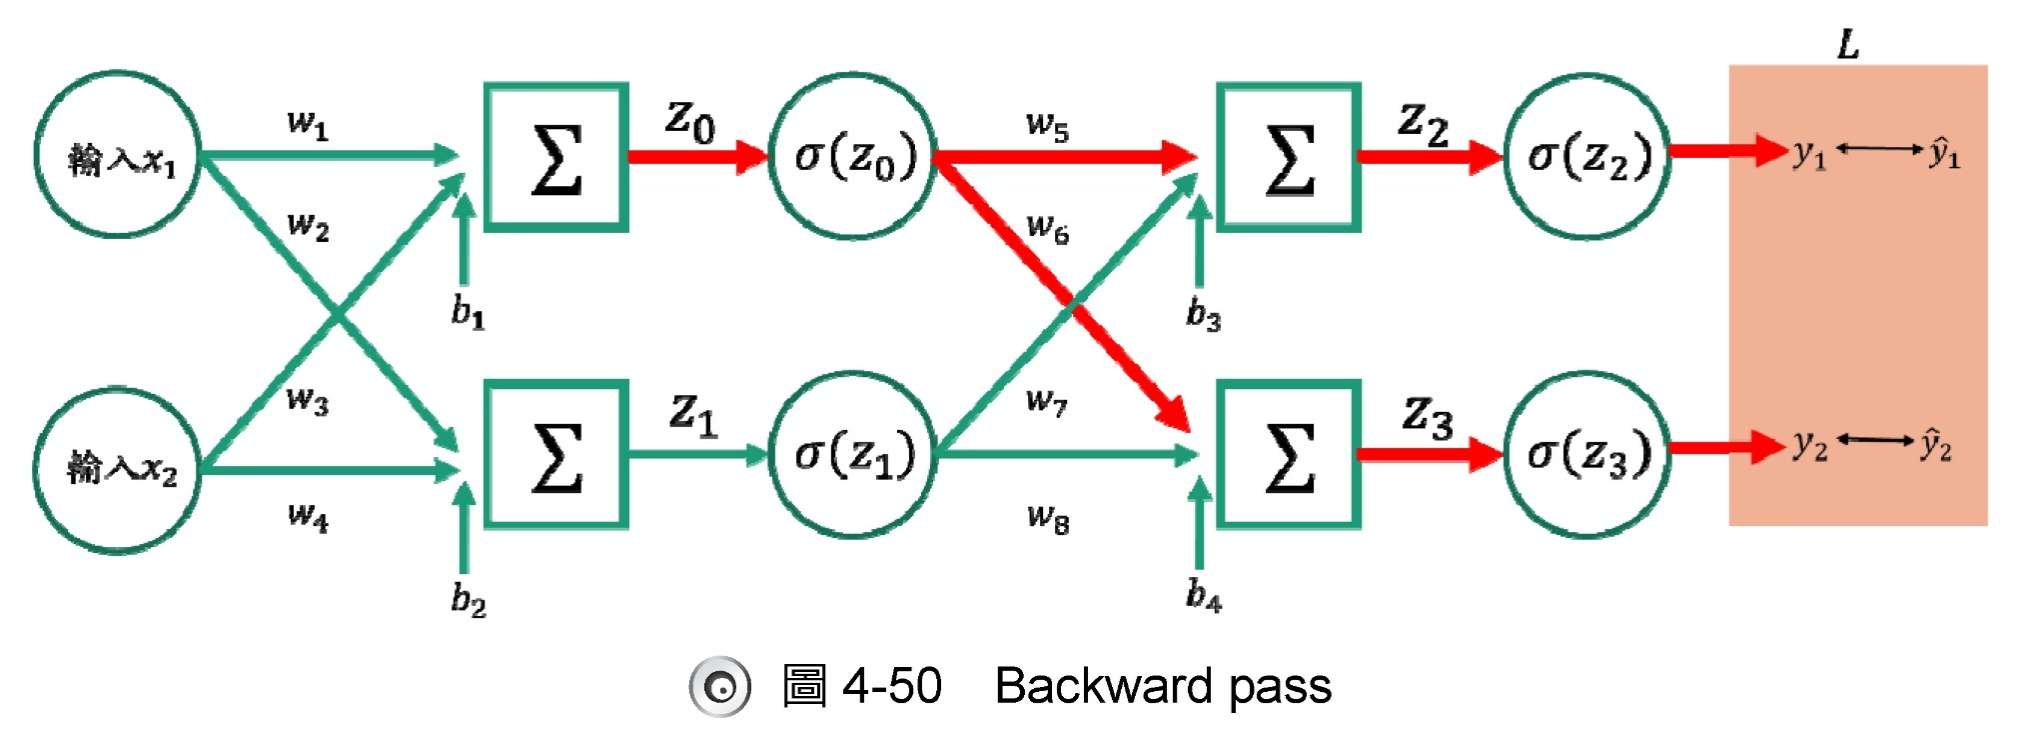 L
輸入x₁
w₁
Σ
z₀
σ(z₀)
w₅
Σ
z₂
σ(z₂)
y₁
ŷ₁
w₂
w₆
b₁
b₃
w₃
w₇
輸入x₂
Σ
z₁
σ(z₁)
Σ
z₃
σ(z₃)
y₂
ŷ₂
w₄
w₈
b₂
b₄
圖 4-50 Backward pass